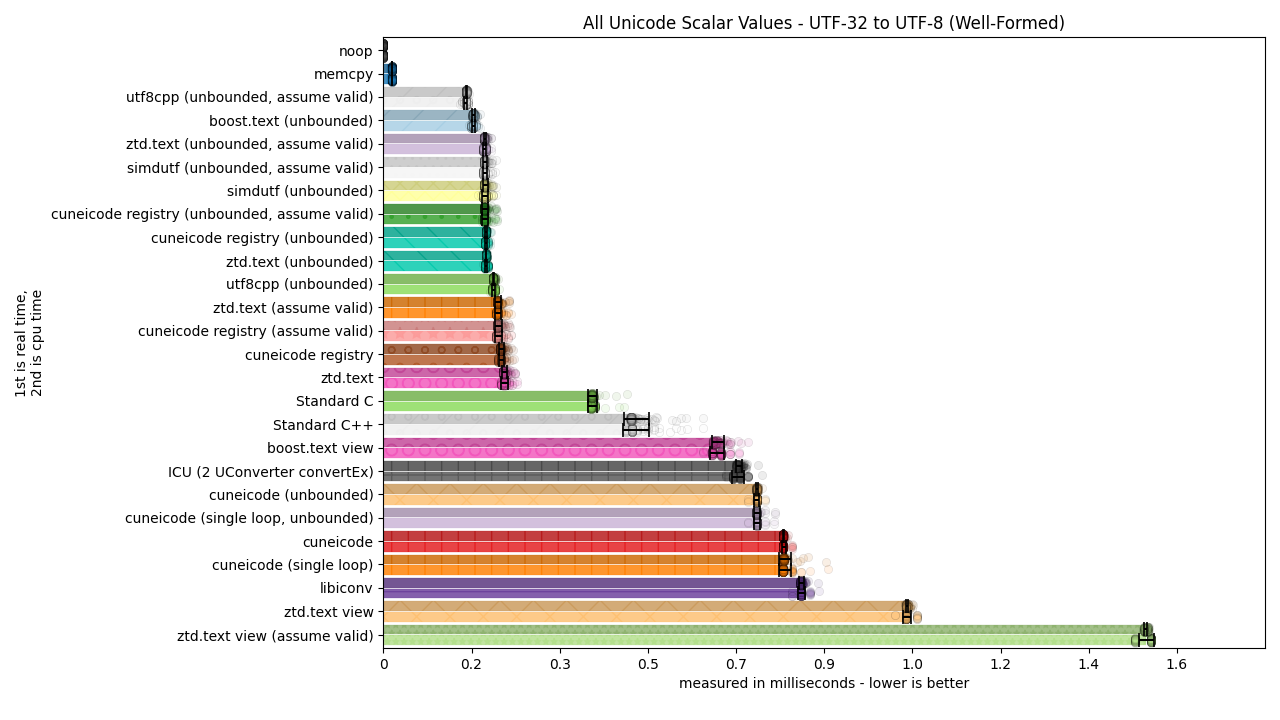 All Unicode Scalar Values - UTF-32 to UTF-8 (Well-Formed)
1st is real time,
2nd is cpu time
noop
memcpy
utf8cpp (unbounded, assume valid)
boost.text (unbounded)
ztd.text (unbounded, assume valid)
simdutf (unbounded, assume valid)
simdutf (unbounded)
cuneicode registry (unbounded, assume valid)
cuneicode registry (unbounded)
ztd.text (unbounded)
utf8cpp (unbounded)
ztd.text (assume valid)
cuneicode registry (assume valid)
cuneicode registry
ztd.text
Standard C
Standard C++
boost.text view
ICU (2 UConverter convertEx)
cuneicode (unbounded)
cuneicode (single loop, unbounded)
cuneicode
cuneicode (single loop)
libiconv
ztd.text view
ztd.text view (assume valid)
0 0.2 0.3 0.5 0.7 0.9 1.0 1.2 1.4 1.6
measured in milliseconds - lower is better